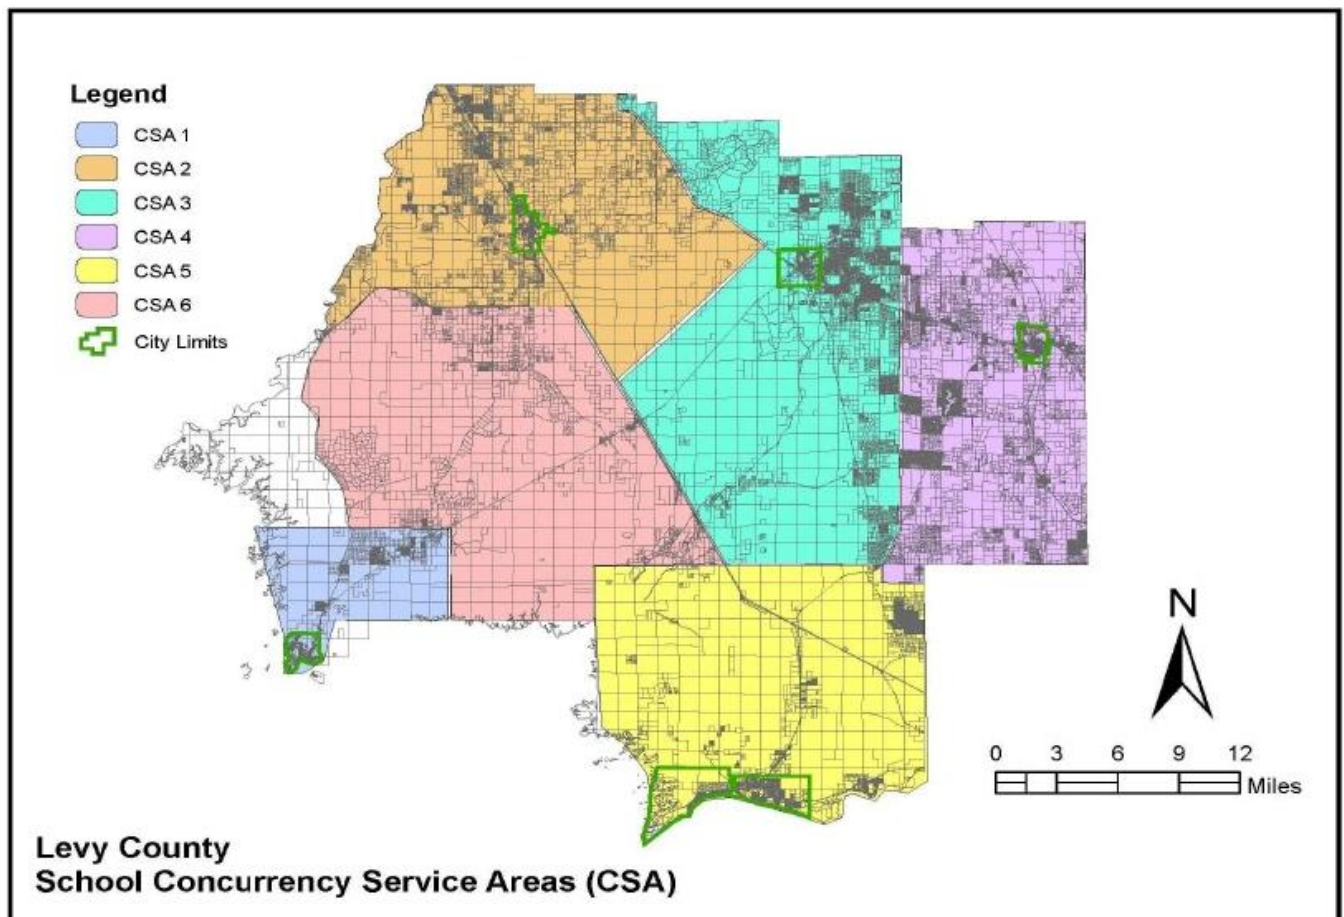 Legend
CSA 1
CSA 2
CSA 3
CSA 4
CSA 5
CSA 6
City Limits
N
0 3 6 9 12
Miles
Levy County
School Concurrency Service Areas (CSA)